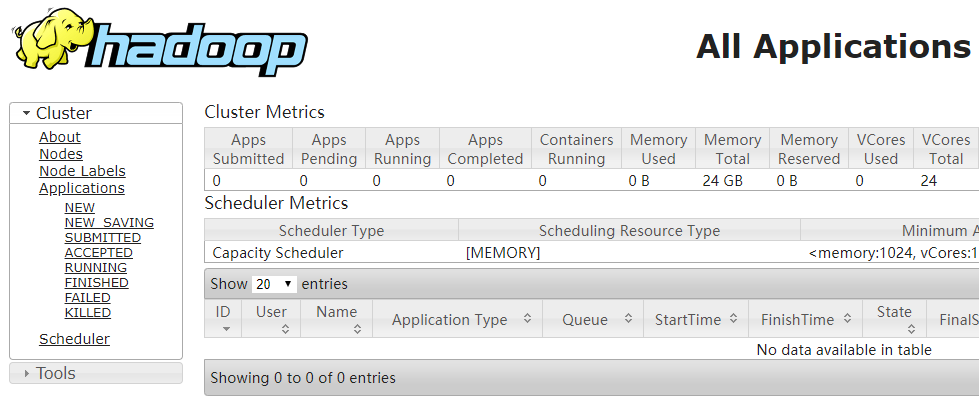 hadoop
All Applications
Cluster
About
Nodes
Node Labels
Applications
NEW
NEW_SAVING
SUBMITTED
ACCEPTED
RUNNING
FINISHED
FAILED
KILLED
Scheduler
Tools
Cluster Metrics
Apps Submitted Apps Pending Apps Running Apps Completed Containers Running Memory Used Memory Total Memory Reserved VCores Used VCores Total
0 0 0 0 0 0 B 24 GB 0 B 0 24
Scheduler Metrics
Scheduler Type Scheduling Resource Type Minimum A
Capacity Scheduler [MEMORY] <memory:1024, vCores:1
Show 20 entries
ID User Name Application Type Queue StartTime FinishTime State FinalS
No data available in table
Showing 0 to 0 of 0 entries